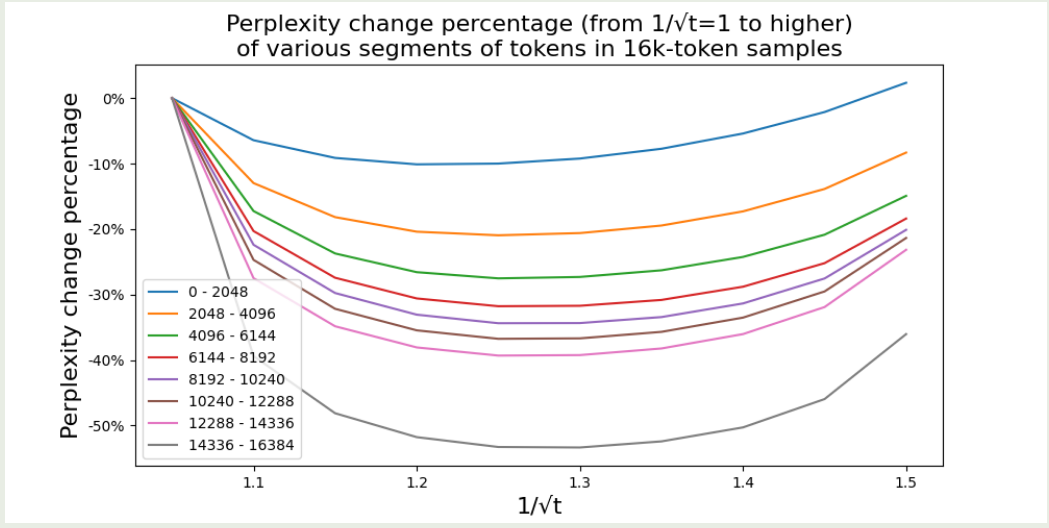 Perplexity change percentage (from 1/√t=1 to higher)
of various segments of tokens in 16k-token samples
Perplexity change percentage
0%
-10%
-20%
-30%
-40%
-50%
0 - 2048
2048 - 4096
4096 - 6144
6144 - 8192
8192 - 10240
10240 - 12288
12288 - 14336
14336 - 16384
1.1
1.2
1.3
1.4
1.5
1/√t